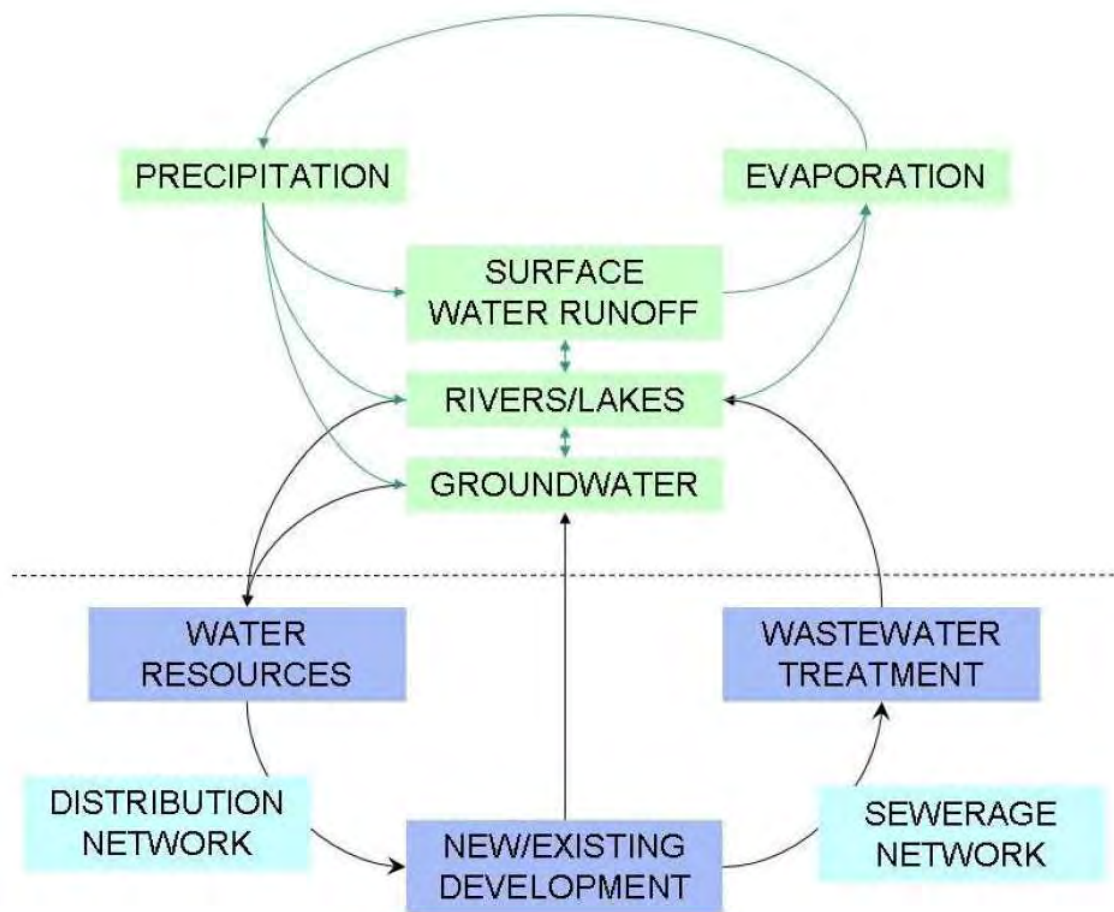 PRECIPITATION
EVAPORATION
SURFACE
WATER RUNOFF
RIVERS/LAKES
GROUNDWATER
WATER
RESOURCES
WASTEWATER
TREATMENT
DISTRIBUTION
NETWORK
NEW/EXISTING
DEVELOPMENT
SEWERAGE
NETWORK